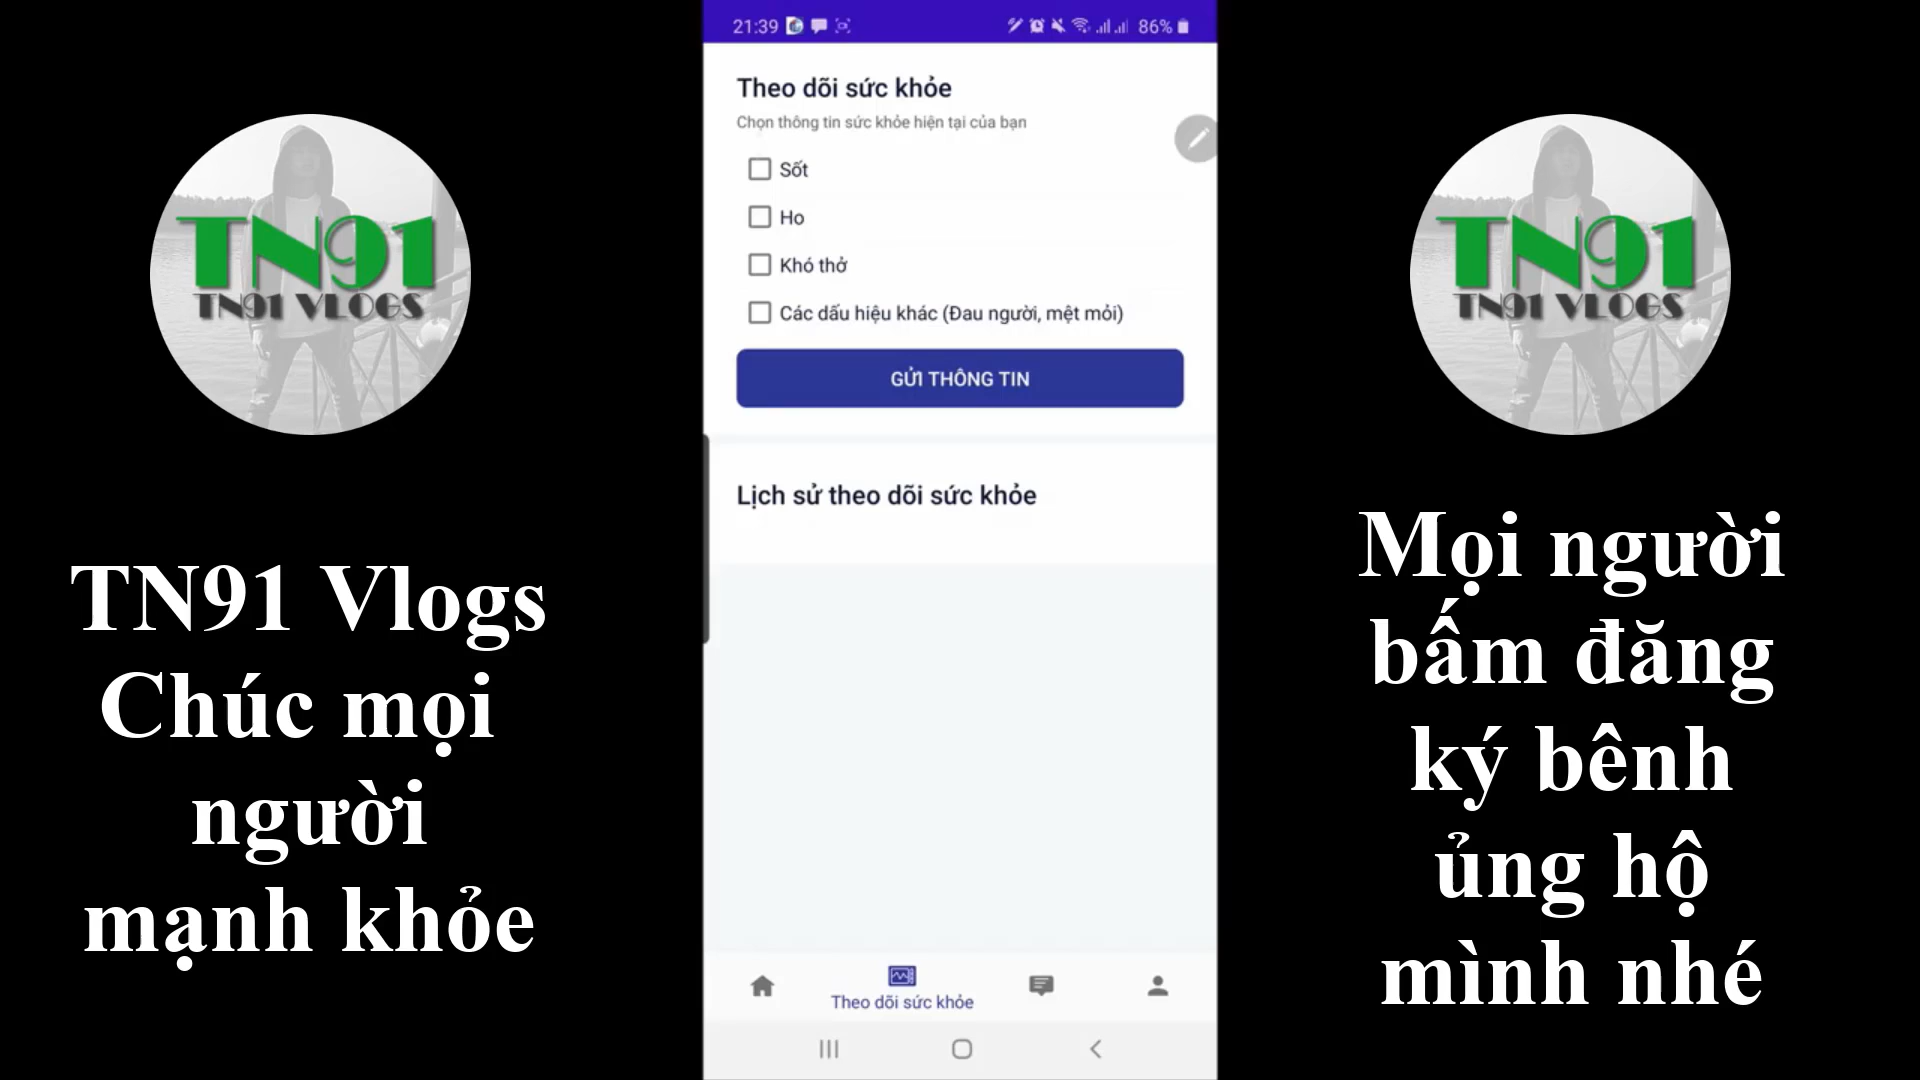 21:39
86%
Theo dõi sức khỏe
Chọn thông tin sức khỏe hiện tại của bạn
Sốt
Ho
Khó thở
Các dấu hiệu khác (Đau người, mệt mỏi)
GỬI THÔNG TIN
Lịch sử theo dõi sức khỏe
Theo dõi sức khỏe
TN91
TN91 VLOGS
TN91 Vlogs
Chúc mọi
người
mạnh khỏe
TN91
TN91 VLOGS
Mọi người
bấm đăng
ký bênh
ủng hộ
mình nhé